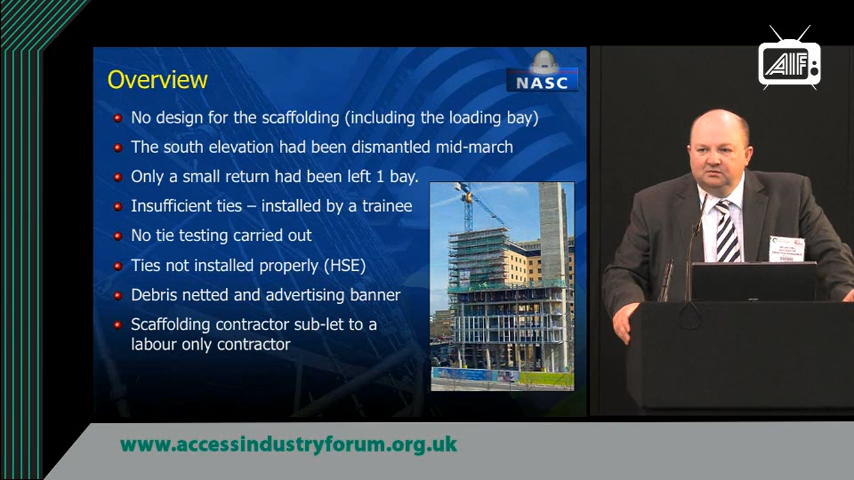 AIF
Overview
NASC
No design for the scaffolding (including the loading bay)
The south elevation had been dismantled mid-march
Only a small return had been left 1 bay.
Insufficient ties – installed by a trainee
No tie testing carried out
Ties not installed properly (HSE)
Debris netted and advertising banner
Scaffolding contractor sub-let to a
labour only contractor
www.accessindustryforum.org.uk